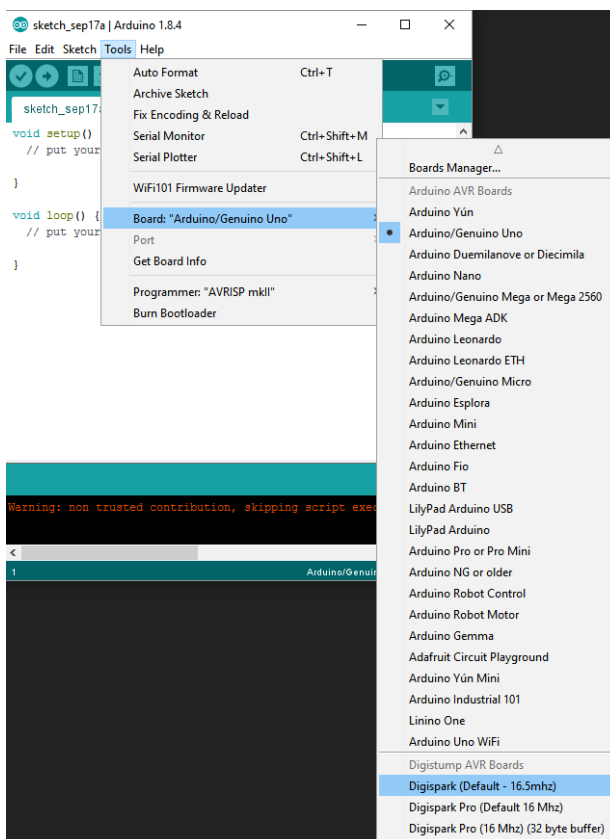 sketch_sep17a | Arduino 1.8.4
File Edit Sketch Tools Help
Auto Format Ctrl+T
Archive Sketch
Fix Encoding & Reload
Serial Monitor Ctrl+Shift+M
Serial Plotter Ctrl+Shift+L
WiFi101 Firmware Updater
Board: "Arduino/Genuino Uno"
Port
Get Board Info
Programmer: "AVRISP mkII"
Burn Bootloader
sketch_sep17a
void setup()
// put your
}
void loop() {
// put your
}
Boards Manager...
Arduino AVR Boards
Arduino Yún
Arduino/Genuino Uno
Arduino Duemilanove or Diecimila
Arduino Nano
Arduino/Genuino Mega or Mega 2560
Arduino Mega ADK
Arduino Leonardo
Arduino Leonardo ETH
Arduino/Genuino Micro
Arduino Esplora
Arduino Mini
Arduino Ethernet
Arduino Fio
Arduino BT
LilyPad Arduino USB
LilyPad Arduino
Arduino Pro or Pro Mini
Arduino NG or older
Arduino Robot Control
Arduino Robot Motor
Arduino Gemma
Adafruit Circuit Playground
Arduino Yún Mini
Arduino Industrial 101
Linino One
Arduino Uno WiFi
Digistump AVR Boards
Digispark (Default - 16.5mhz)
Digispark Pro (Default 16 Mhz)
Digispark Pro (16 Mhz) (32 byte buffer)
Warning: non trusted contribution, skipping script exec
1 Arduino/Genuin